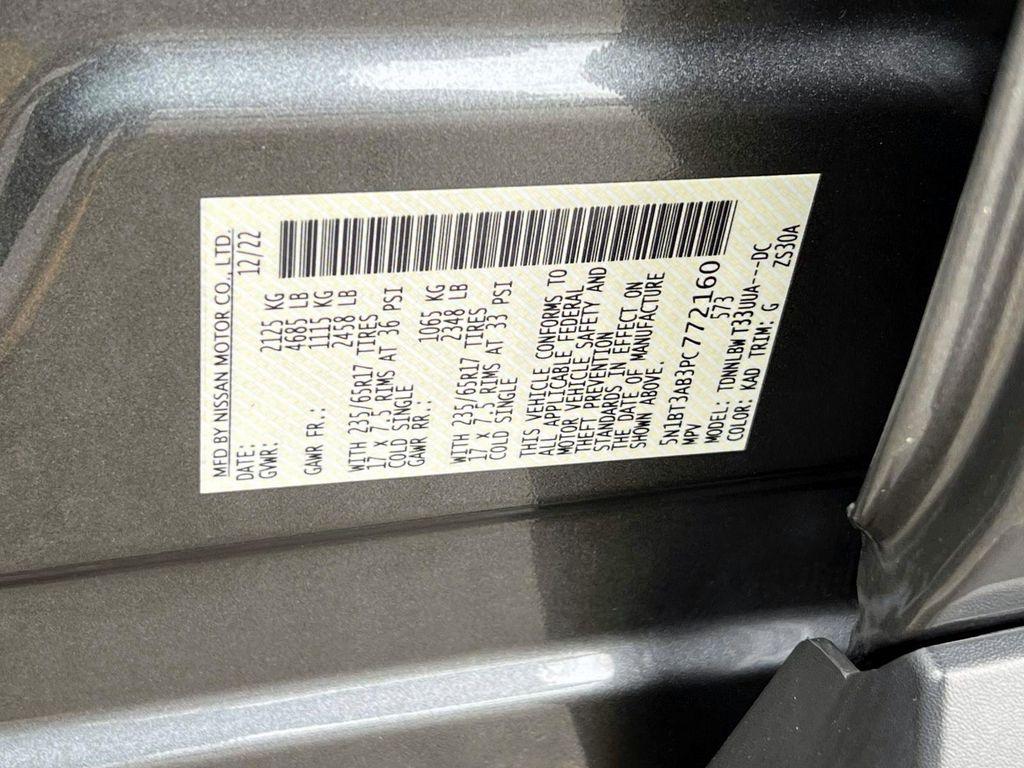 MFD BY NISSAN MOTOR CO., LTD.
DATE: 12/22
GVWR: 2125 KG
4685 LB
GAWR FR.: 1115 KG
2458 LB
WITH 235/65R17 TIRES
17 X 7.5 RIMS AT 36 PSI
COLD SINGLE
GAWR RR.: 1065 KG
2348 LB
WITH 235/65R17 TIRES
17 X 7.5 RIMS AT 33 PSI
COLD SINGLE
THIS VEHICLE CONFORMS TO
ALL APPLICABLE FEDERAL
MOTOR VEHICLE SAFETY AND
THEFT PREVENTION
STANDARDS IN EFFECT ON
THE DATE OF MANUFACTURE
SHOWN ABOVE.
5N1BT3AB3PC772160
MPV 573
MODEL: TDNNLBW T33UUA---DC
COLOR: KAD TRIM: G ZS30A